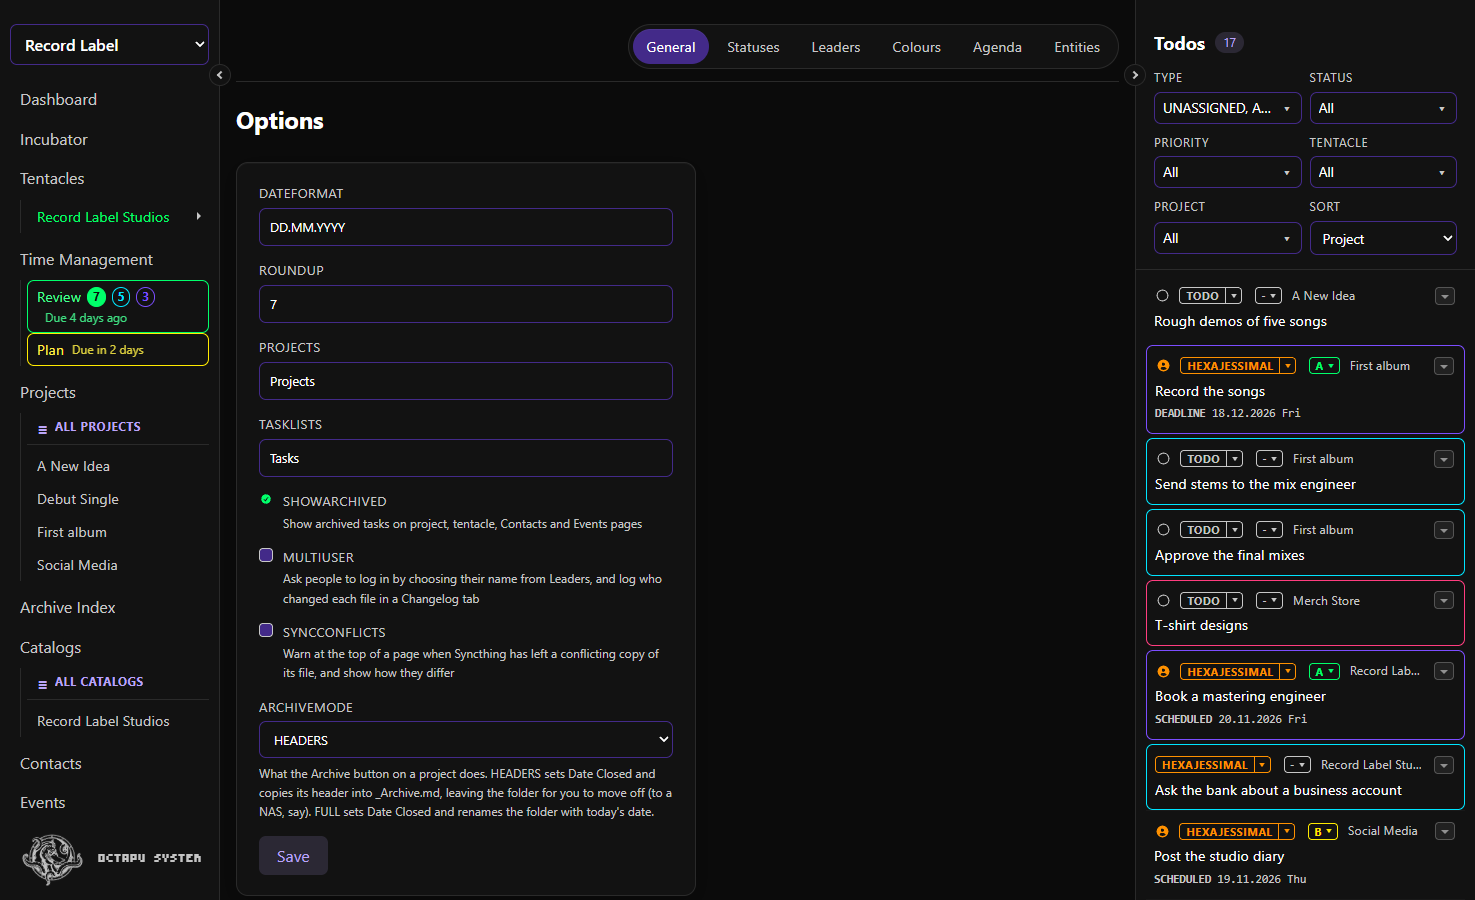 Record Label
Dashboard
Incubator
Tentacles
Record Label Studios
Time Management
Review 7 5 3
Due 4 days ago
Plan Due in 2 days
Projects
ALL PROJECTS
A New Idea
Debut Single
First album
Social Media
Archive Index
Catalogs
ALL CATALOGS
Record Label Studios
Contacts
Events
OCTAPU SYSTEM
General Statuses Leaders Colours Agenda Entities
Options
DATEFORMAT
DD.MM.YYYY
ROUNDUP
7
PROJECTS
Projects
TASKLISTS
Tasks
SHOWARCHIVED
Show archived tasks on project, tentacle, Contacts and Events pages
MULTIUSER
Ask people to log in by choosing their name from Leaders, and log who
changed each file in a Changelog tab
SYNCCONFLICTS
Warn at the top of a page when Syncthing has left a conflicting copy of
its file, and show how they differ
ARCHIVEMODE
HEADERS
What the Archive button on a project does. HEADERS sets Date Closed and
copies its header into _Archive.md, leaving the folder for you to move off (to a
NAS, say). FULL sets Date Closed and renames the folder with today's date.
Save
Todos 17
TYPE STATUS
UNASSIGNED, A... All
PRIORITY TENTACLE
All All
PROJECT SORT
All Project
TODO - A New Idea
Rough demos of five songs
HEXAJESSIMAL A First album
Record the songs
DEADLINE 18.12.2026 Fri
TODO - First album
Send stems to the mix engineer
TODO - First album
Approve the final mixes
TODO - Merch Store
T-shirt designs
HEXAJESSIMAL A Record Lab...
Book a mastering engineer
SCHEDULED 20.11.2026 Fri
HEXAJESSIMAL - Record Label Stu...
Ask the bank about a business account
HEXAJESSIMAL B Social Media
Post the studio diary
SCHEDULED 19.11.2026 Thu